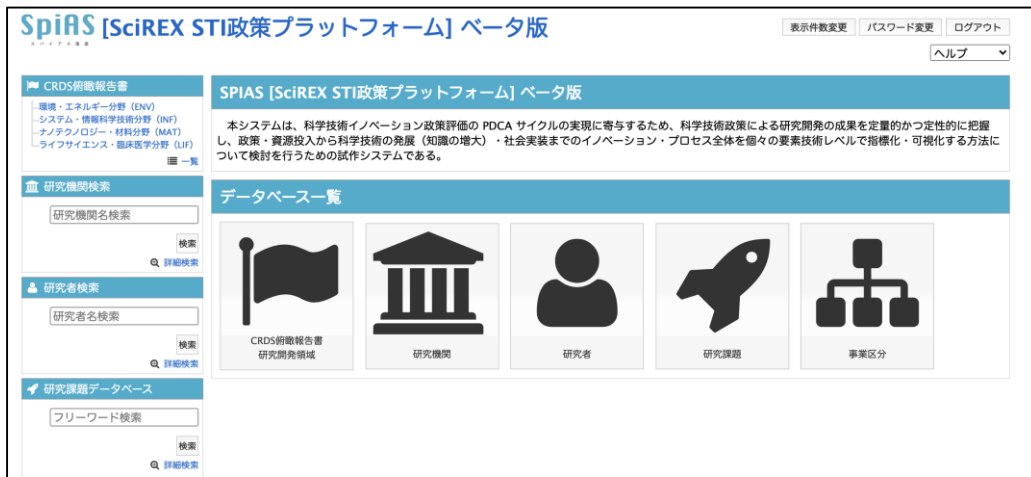 SpiAS [SciREX STI政策プラットフォーム] ベータ版
スパイアス
表示件数変更 パスワード変更 ログアウト
ヘルプ
CRDS俯瞰報告書
環境・エネルギー分野（ENV）
システム・情報科学技術分野（INF）
ナノテクノロジー・材料分野（MAT）
ライフサイエンス・臨床医学分野（LIF）
一覧
研究機関検索
研究機関名検索
検索
詳細検索
研究者検索
研究者名検索
検索
詳細検索
研究課題データベース
フリーワード検索
検索
詳細検索
SPIAS [SciREX STI政策プラットフォーム] ベータ版
本システムは、科学技術イノベーション政策評価の PDCA サイクルの実現に寄与するため、科学技術政策による研究開発の成果を定量的かつ定性的に把握
し、政策・資源投入から科学技術の発展（知識の増大）・社会実装までのイノベーション・プロセス全体を個々の要素技術レベルで指標化・可視化する方法に
ついて検討を行うための試作システムである。
データベース一覧
CRDS俯瞰報告書
研究開発領域
研究機関
研究者
研究課題
事業区分